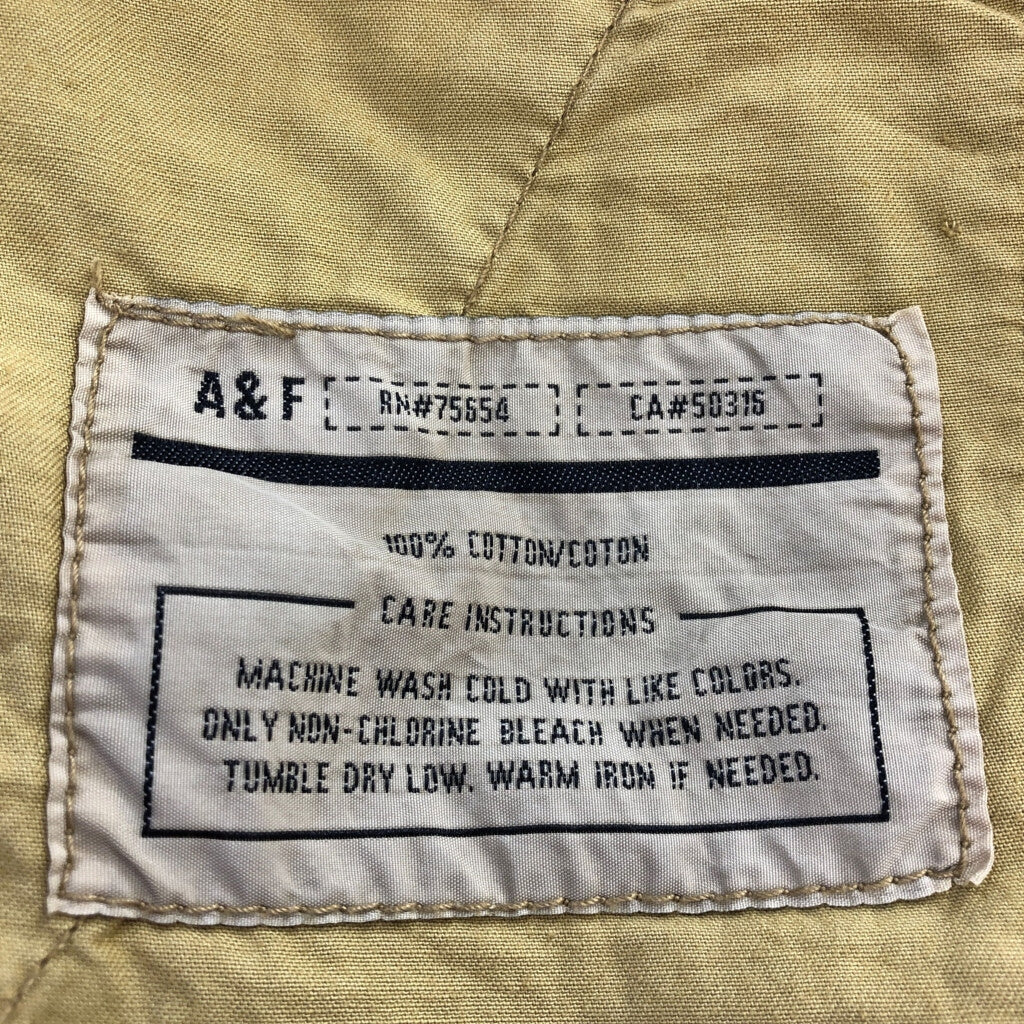 A & F RN#75654 CA#50316
100% COTTON/COTON
CARE INSTRUCTIONS
MACHINE WASH COLD WITH LIKE COLORS.
ONLY NON-CHLORINE BLEACH WHEN NEEDED.
TUMBLE DRY LOW. WARM IRON IF NEEDED.